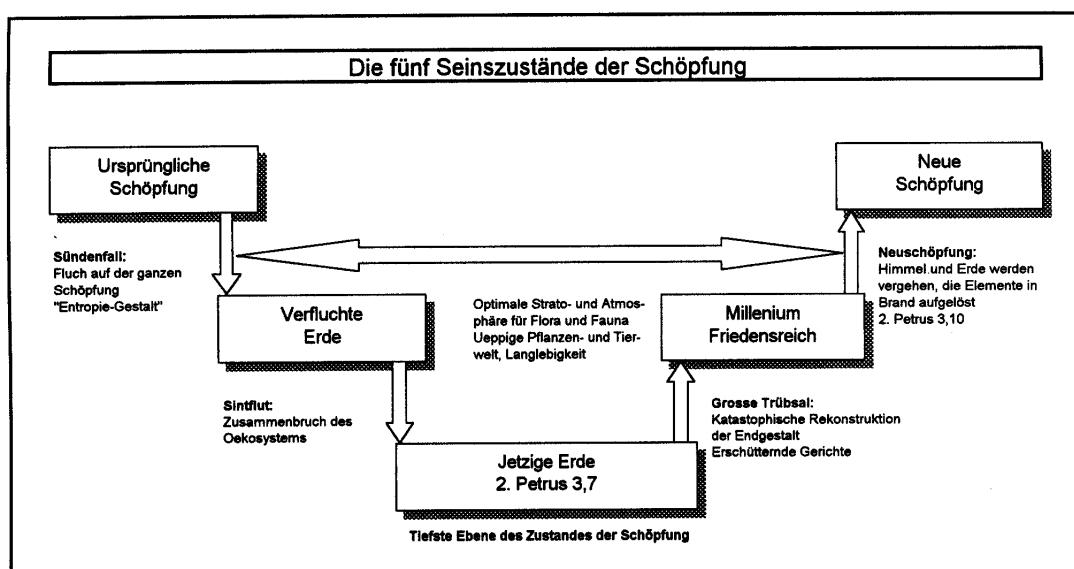 Die fünf Seinszustände der Schöpfung
Ursprüngliche
Schöpfung
Neue
Schöpfung
Sündenfall:
Fluch auf der ganzen
Schöpfung
"Entropie-Gestalt"
Neuschöpfung:
Himmel und Erde werden
vergehen, die Elemente in
Brand aufgelöst
2. Petrus 3,10
Verfluchte
Erde
Optimale Strato- und Atmos-
phäre für Flora und Fauna
Ueppige Pflanzen- und Tier-
welt, Langlebigkeit
Millenium
Friedensreich
Sintflut:
Zusammenbruch des
Oekosystems
Grosse Trübsal:
Katastophische Rekonstruktion
der Endgestalt
Erschütternde Gerichte
Jetzige Erde
2. Petrus 3,7
Tiefste Ebene des Zustandes der Schöpfung